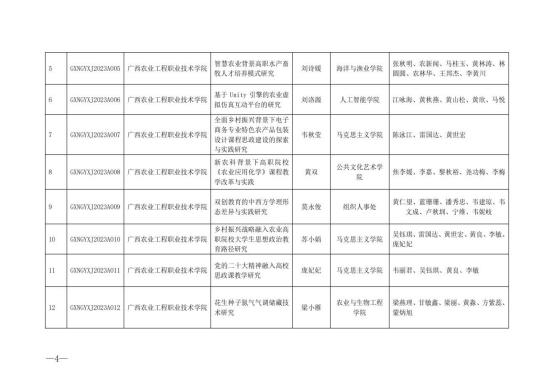 5 GXNGYXJ2023A005 广西农业工程职业技术学院 智慧农业背景高职水产畜牧人才培养模式研究 刘诗媛 海洋与渔业学院 张秋明、农新闻、马桂玉、黄林涛、林圆圆、农林华、王邦杰、李黄川
6 GXNGYXJ2023A006 广西农业工程职业技术学院 基于 Unity 引擎的农业虚拟仿真互动平台的研究 刘洛源 人工智能学院 江咏海、黄秋燕、黄山松、黄欣、马悦
7 GXNGYXJ2023A007 广西农业工程职业技术学院 全面乡村振兴背景下电子商务专业特色农产品包装设计课程思政建设的探索与实践研究 韦秋莹 马克思主义学院 陈泳江、雷国达、黄世宏
8 GXNGYXJ2023A008 广西农业工程职业技术学院 新农科背景下高职院校《农业应用化学》课程教学改革与实践 黄双 公共文化艺术学院 张李媛、李嘉、黎秋裕、尧功梅、李梅
9 GXNGYXJ2023A009 广西农业工程职业技术学院 双创教育的中西方学理形态差异与实践研究 莫永俊 组织人事处 黄仁望、蓝珊珊、潘秀忠、韦建琼、韦文成、卢秋圳、宁维、韦妮岐
10 GXNGYXJ2023A010 广西农业工程职业技术学院 乡村振兴战略融入农业高职院校大学生思想政治教育路径研究 苏小娟 马克思主义学院 吴钰琪、雷国达、黄世宏、黄良、李敏、庞妃妃
11 GXNGYXJ2023A011 广西农业工程职业技术学院 党的二十大精神融入高校思政课教学研究 庞妃妃 马克思主义学院 韦丽君、吴钰琪、黄良、李敏
12 GXNGYXJ2023A012 广西农业工程职业技术学院 花生种子氮气气调储藏技术研究 梁小雁 农业与生物工程学院 梁燕理、甘敏鑫、梁丽、黄淼、方紫蕊、蒙炳旭
—4—